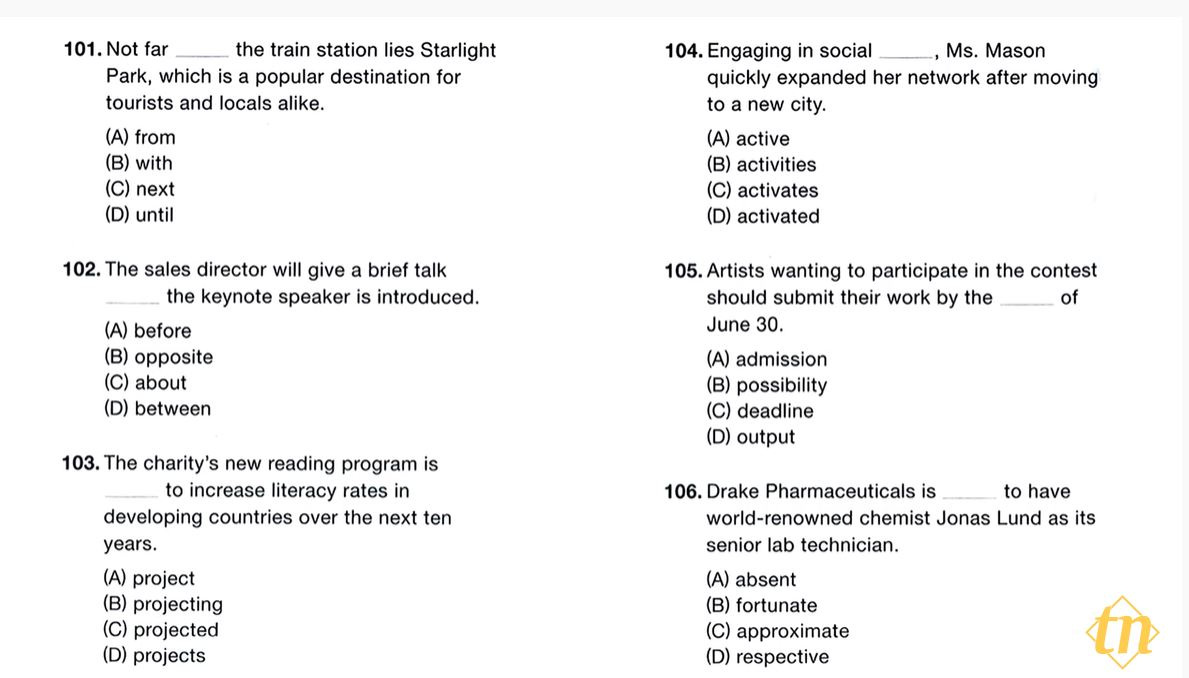 101. Not far _____ the train station lies Starlight
Park, which is a popular destination for
tourists and locals alike.
(A) from
(B) with
(C) next
(D) until
102. The sales director will give a brief talk
_____ the keynote speaker is introduced.
(A) before
(B) opposite
(C) about
(D) between
103. The charity's new reading program is
_____ to increase literacy rates in
developing countries over the next ten
years.
(A) project
(B) projecting
(C) projected
(D) projects
104. Engaging in social _____, Ms. Mason
quickly expanded her network after moving
to a new city.
(A) active
(B) activities
(C) activates
(D) activated
105. Artists wanting to participate in the contest
should submit their work by the _____ of
June 30.
(A) admission
(B) possibility
(C) deadline
(D) output
106. Drake Pharmaceuticals is _____ to have
world-renowned chemist Jonas Lund as its
senior lab technician.
(A) absent
(B) fortunate
(C) approximate
(D) respective
tn